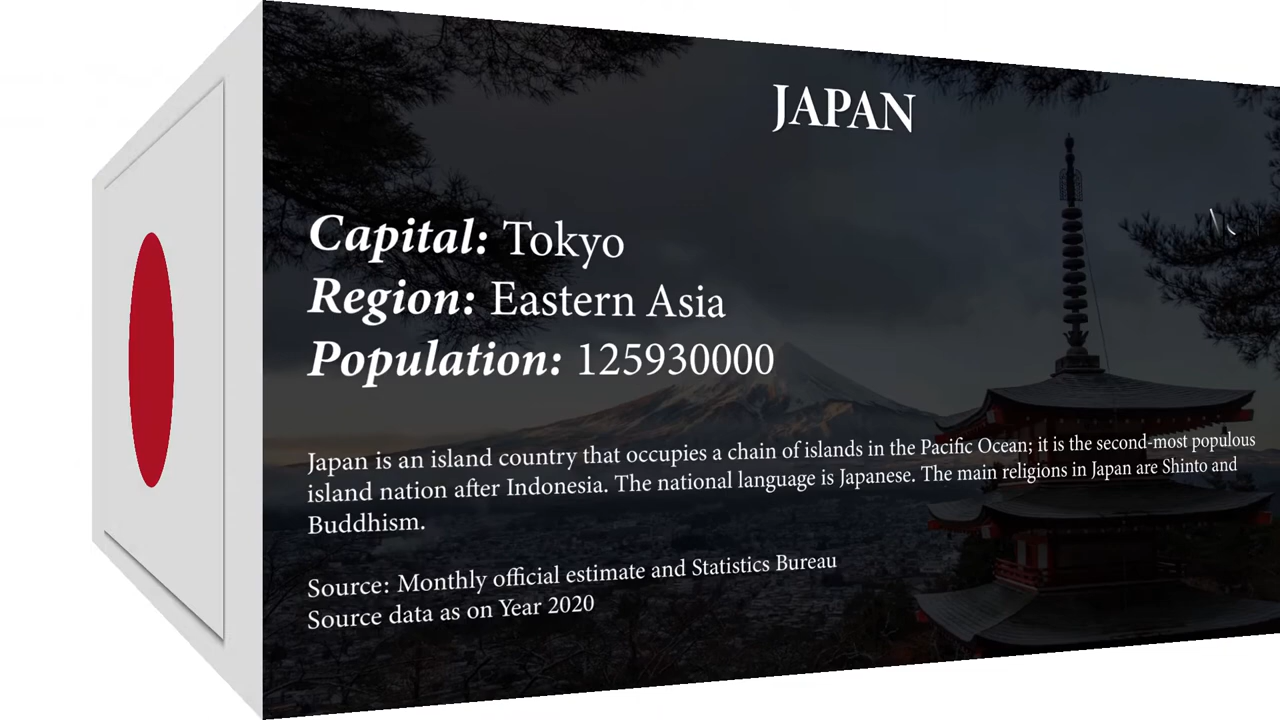 JAPAN
Capital: Tokyo
Region: Eastern Asia
Population: 125930000
Japan is an island country that occupies a chain of islands in the Pacific Ocean; it is the second-most populous
island nation after Indonesia. The national language is Japanese. The main religions in Japan are Shinto and
Buddhism.
Source: Monthly official estimate and Statistics Bureau
Source data as on Year 2020